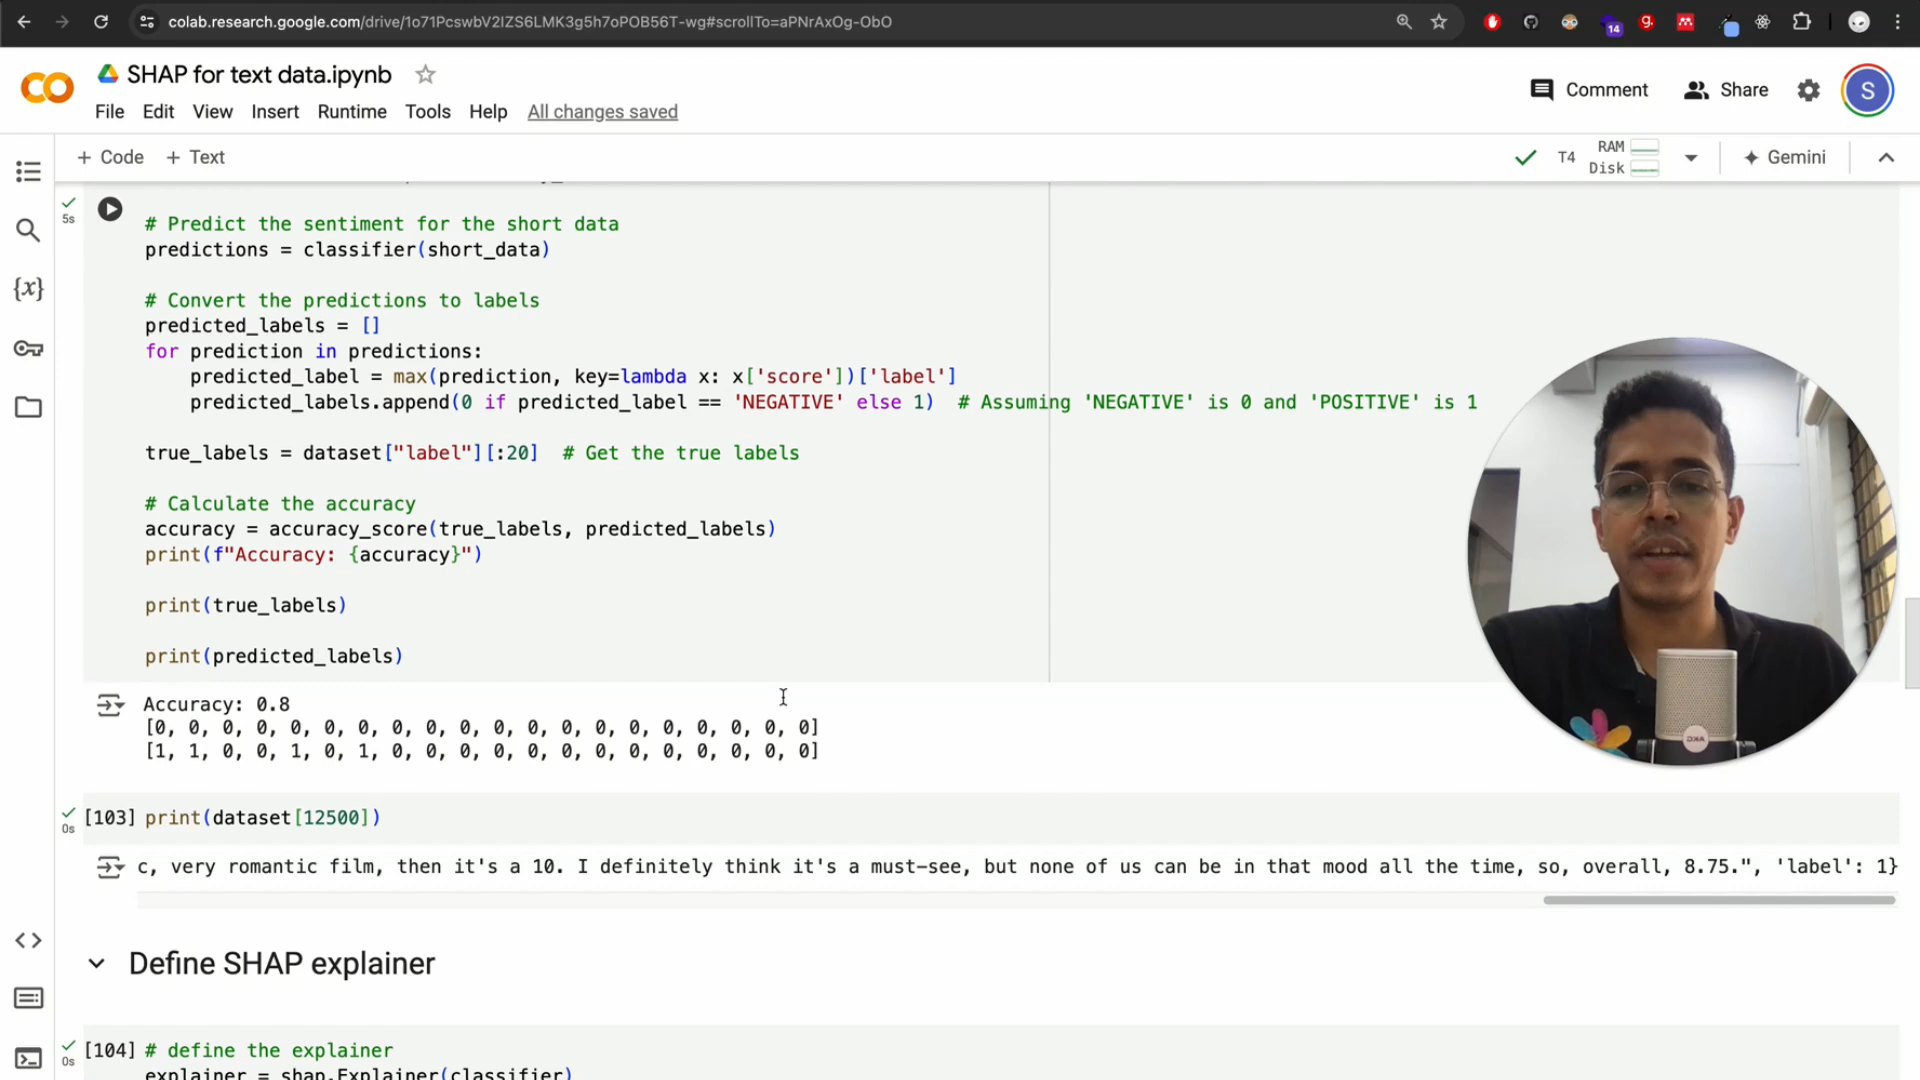 colab.research.google.com/drive/1o71PcswbV2IZS6LMK3g5h7oPOB56T-wg#scrollTo=aPNrAxOg-ObO
14
g.
SHAP for text data.ipynb
File Edit View Insert Runtime Tools Help All changes saved
Comment Share S
+ Code + Text
T4 RAM Disk Gemini
5s
# Predict the sentiment for the short data
predictions = classifier(short_data)
# Convert the predictions to labels
predicted_labels = []
for prediction in predictions:
    predicted_label = max(prediction, key=lambda x: x['score'])['label']
    predicted_labels.append(0 if predicted_label == 'NEGATIVE' else 1)  # Assuming 'NEGATIVE' is 0 and 'POSITIVE' is 1
true_labels = dataset["label"][:20]  # Get the true labels
# Calculate the accuracy
accuracy = accuracy_score(true_labels, predicted_labels)
print(f"Accuracy: {accuracy}")
print(true_labels)
print(predicted_labels)
Accuracy: 0.8
[0, 0, 0, 0, 0, 0, 0, 0, 0, 0, 0, 0, 0, 0, 0, 0, 0, 0, 0, 0]
[1, 1, 0, 0, 1, 0, 1, 0, 0, 0, 0, 0, 0, 0, 0, 0, 0, 0, 0, 0]
0s [103] print(dataset[12500])
c, very romantic film, then it's a 10. I definitely think it's a must-see, but none of us can be in that mood all the time, so, overall, 8.75.", 'label': 1}
Define SHAP explainer
0s [104] # define the explainer
explainer = shap.Explainer(classifier)
AKG